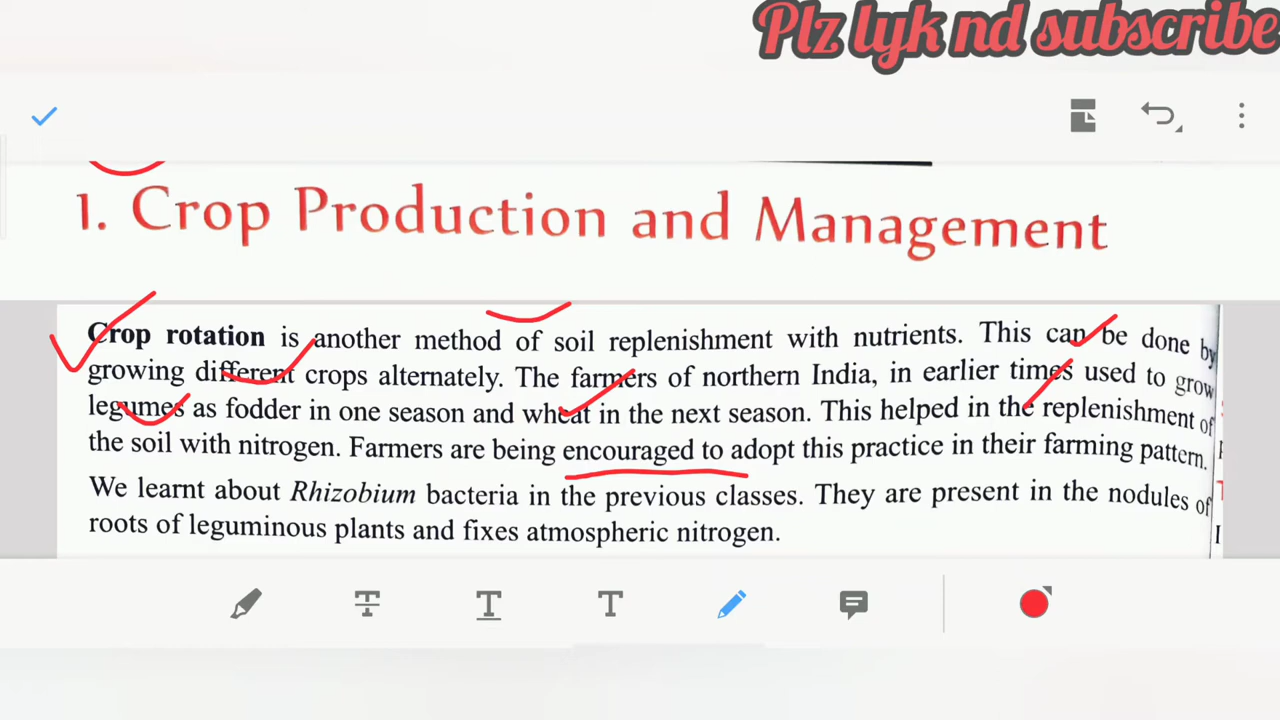 Plz lyk nd subscribe
1. Crop Production and Management
Crop rotation is another method of soil replenishment with nutrients. This can be done by
growing different crops alternately. The farmers of northern India, in earlier times used to grow
legumes as fodder in one season and wheat in the next season. This helped in the replenishment of
the soil with nitrogen. Farmers are being encouraged to adopt this practice in their farming pattern.
We learnt about Rhizobium bacteria in the previous classes. They are present in the nodules of
roots of leguminous plants and fixes atmospheric nitrogen.